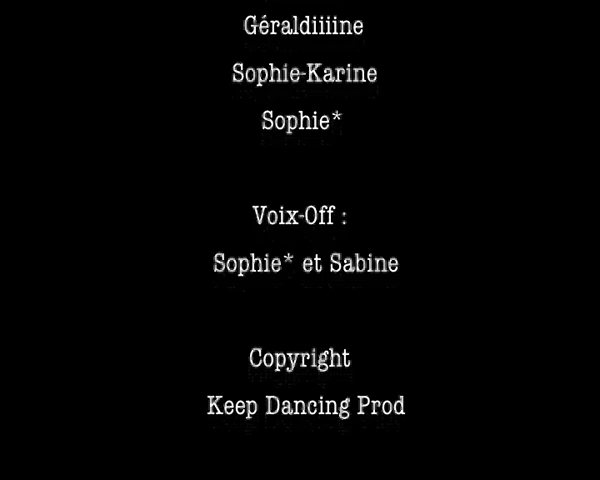 Géraldiiiine
Sophie-Karine
Sophie*
Voix-Off :
Sophie* et Sabine
Copyright
Keep Dancing Prod